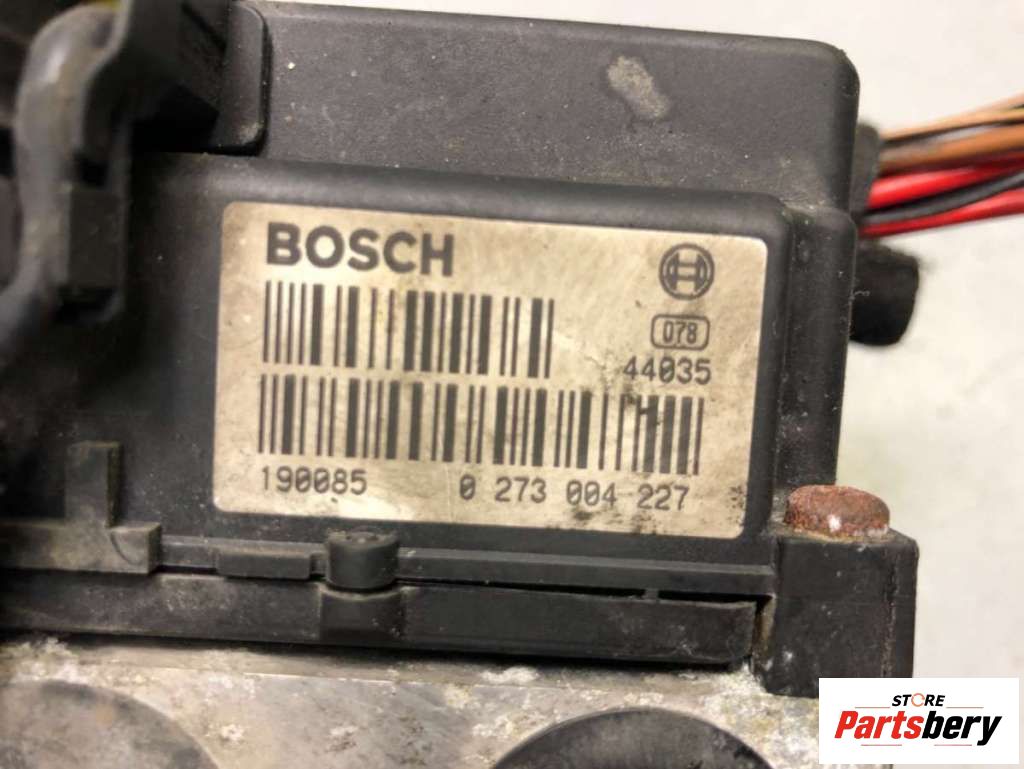 BOSCH
078
44035
190085 0 273 004 227
STORE
Partsbery